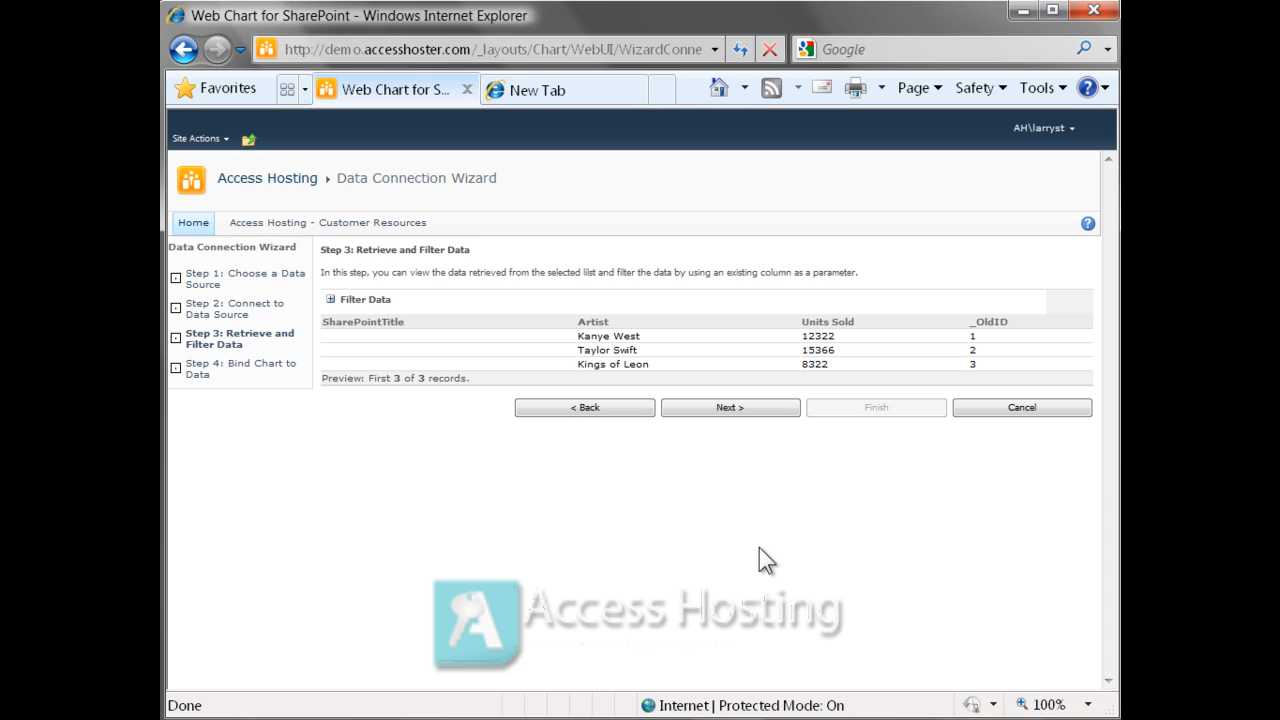 Web Chart for SharePoint - Windows Internet Explorer
http://demo.accesshoster.com/_layouts/Chart/WebUI/WizardConne
Google
Favorites
Web Chart for S...
New Tab
Page
Safety
Tools
Site Actions
AH\larryst
Access Hosting
Data Connection Wizard
Home
Access Hosting - Customer Resources
Data Connection Wizard
Step 1: Choose a Data
Source
Step 2: Connect to
Data Source
Step 3: Retrieve and
Filter Data
Step 4: Bind Chart to
Data
Step 3: Retrieve and Filter Data
In this step, you can view the data retrieved from the selected lilst and filter the data by using an existing column as a parameter.
Filter Data
SharePointTitle Artist Units Sold _OldID
Kanye West 12322 1
Taylor Swift 15366 2
Kings of Leon 8322 3
Preview: First 3 of 3 records.
< Back
Next >
Finish
Cancel
A Access Hosting
Done
Internet | Protected Mode: On
100%